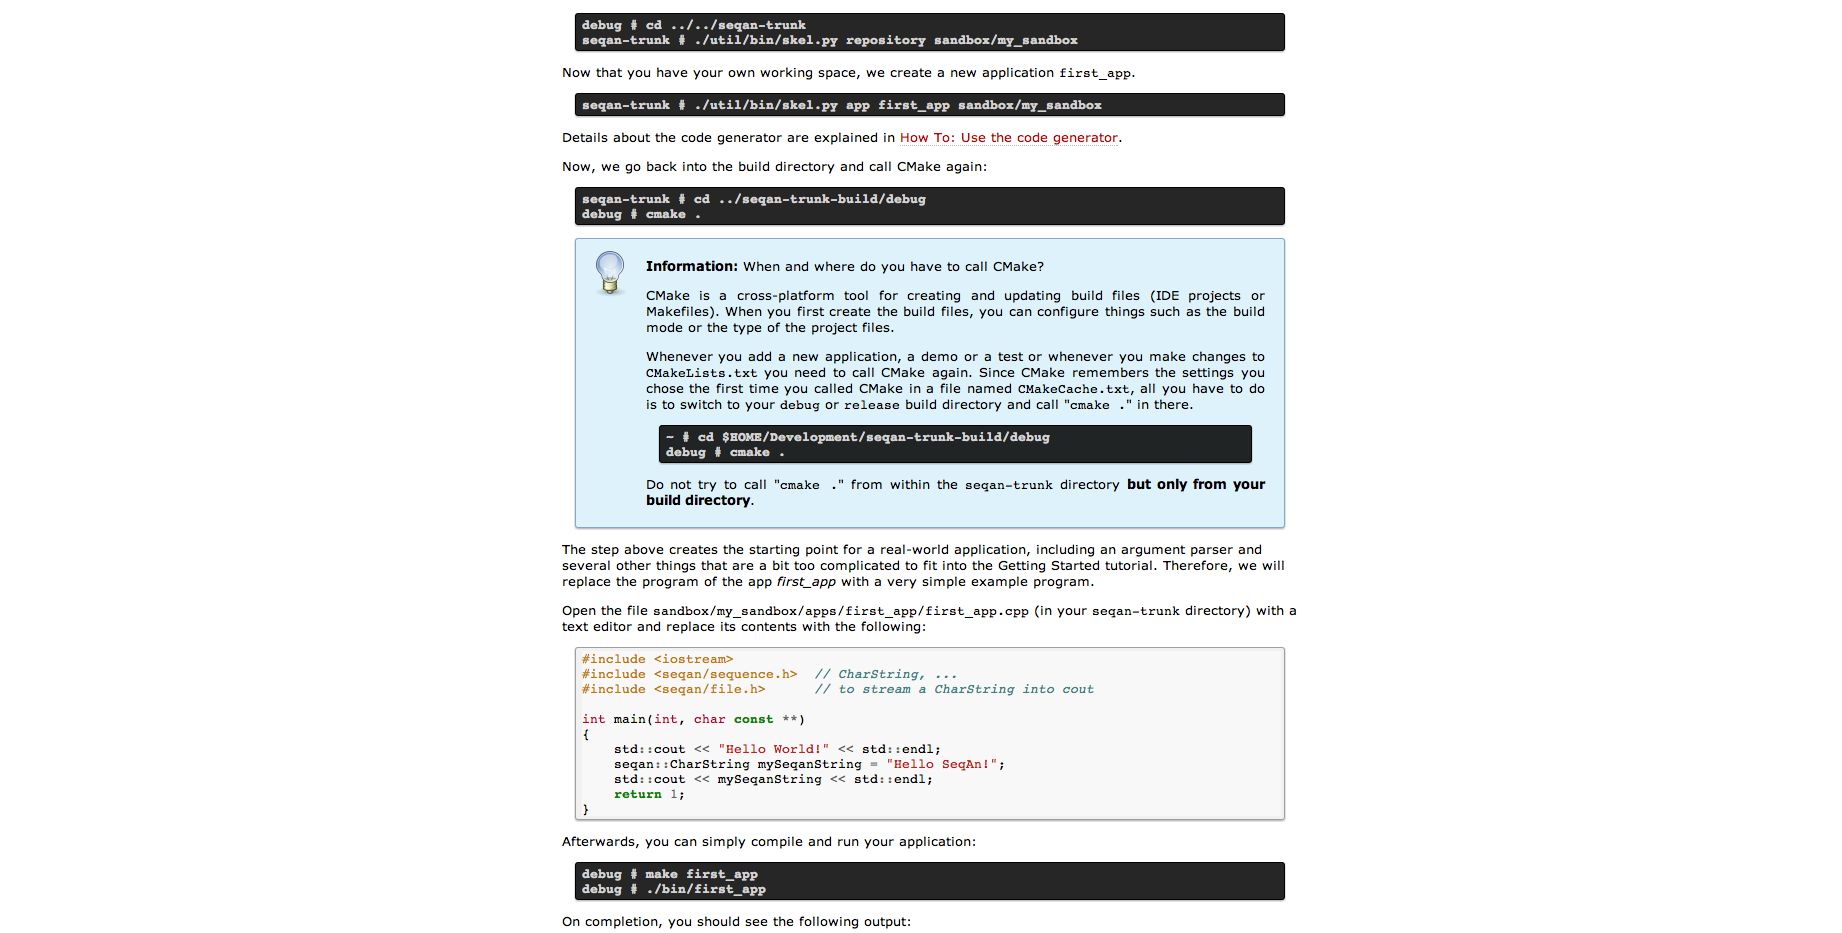 debug # cd ../../seqan-trunk
seqan-trunk # ./util/bin/skel.py repository sandbox/my_sandbox
Now that you have your own working space, we create a new application first_app.
seqan-trunk # ./util/bin/skel.py app first_app sandbox/my_sandbox
Details about the code generator are explained in How To: Use the code generator.
Now, we go back into the build directory and call CMake again:
seqan-trunk # cd ../seqan-trunk-build/debug
debug # cmake .
Information: When and where do you have to call CMake?
CMake is a cross-platform tool for creating and updating build files (IDE projects or
Makefiles). When you first create the build files, you can configure things such as the build
mode or the type of the project files.
Whenever you add a new application, a demo or a test or whenever you make changes to
CMakeLists.txt you need to call CMake again. Since CMake remembers the settings you
chose the first time you called CMake in a file named CMakeCache.txt, all you have to do
is to switch to your debug or release build directory and call "cmake ." in there.
~ # cd $HOME/Development/seqan-trunk-build/debug
debug # cmake .
Do not try to call "cmake ." from within the seqan-trunk directory but only from your
build directory.
The step above creates the starting point for a real-world application, including an argument parser and
several other things that are a bit too complicated to fit into the Getting Started tutorial. Therefore, we will
replace the program of the app first_app with a very simple example program.
Open the file sandbox/my_sandbox/apps/first_app/first_app.cpp (in your seqan-trunk directory) with a
text editor and replace its contents with the following:
#include <iostream>
#include <seqan/sequence.h>  // CharString, ...
#include <seqan/file.h>      // to stream a CharString into cout
int main(int, char const **)
{
    std::cout << "Hello World!" << std::endl;
    seqan::CharString mySeqanString = "Hello SeqAn!";
    std::cout << mySeqanString << std::endl;
    return 1;
}
Afterwards, you can simply compile and run your application:
debug # make first_app
debug # ./bin/first_app
On completion, you should see the following output: